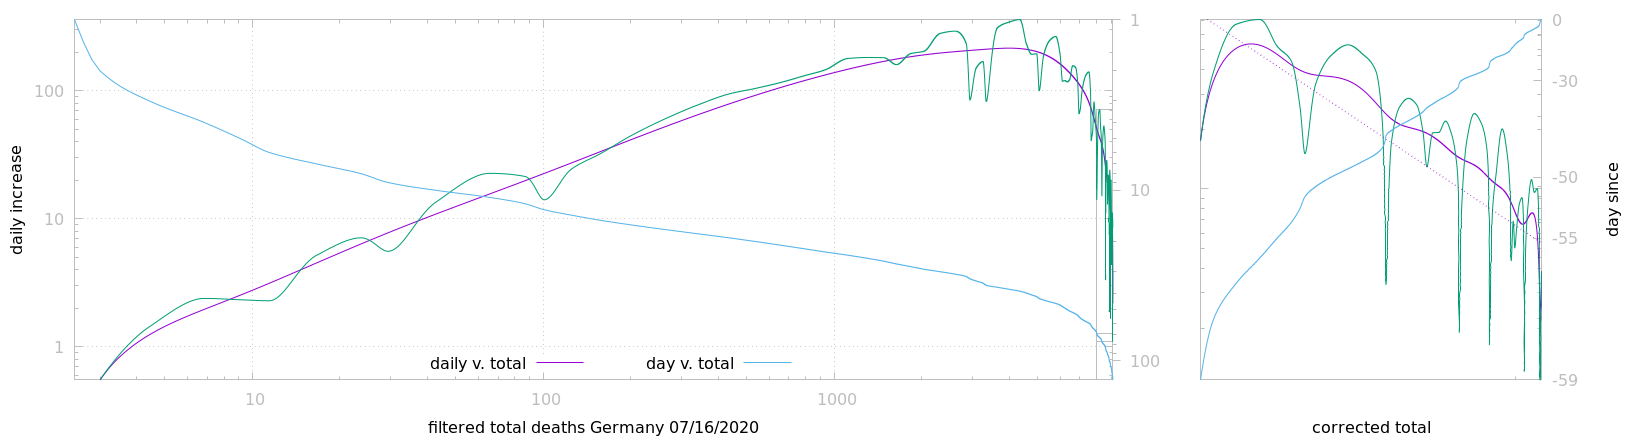 daily increase
100
10
1
daily v. total
day v. total
10
100
1000
filtered total deaths Germany 07/16/2020
1
10
100
0
-30
-50
-55
-59
day since
corrected total